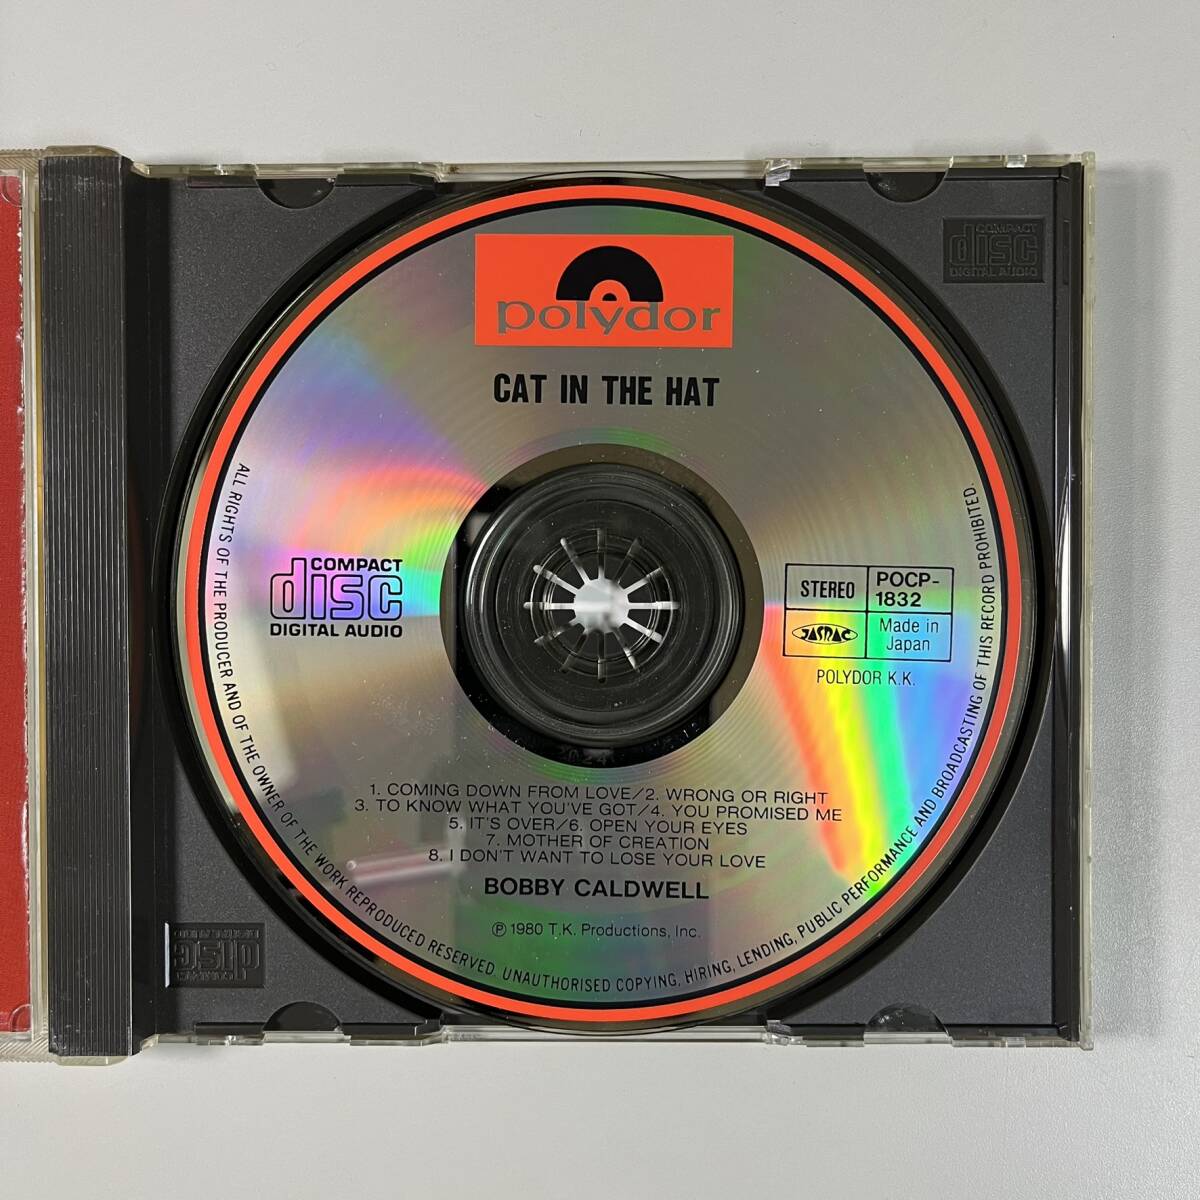 polydor
CAT IN THE HAT
COMPACT
disc
DIGITAL AUDIO
STEREO
POCP-
1832
JASRAC
Made in
Japan
POLYDOR K.K.
1. COMING DOWN FROM LOVE/2. WRONG OR RIGHT
3. TO KNOW WHAT YOU'VE GOT/4. YOU PROMISED ME
5. IT'S OVER/6. OPEN YOUR EYES
7. MOTHER OF CREATION
8. I DON'T WANT TO LOSE YOUR LOVE
BOBBY CALDWELL
℗ 1980 T.K. Productions, Inc.
ALL RIGHTS OF THE PRODUCER AND OF THE OWNER OF THE WORK REPRODUCED RESERVED. UNAUTHORISED COPYING, HIRING, LENDING, PUBLIC PERFORMANCE AND BROADCASTING OF THIS RECORD PROHIBITED.
COMPACT
disc
DIGITAL AUDIO
COMPACT
disc
DIGITAL AUDIO